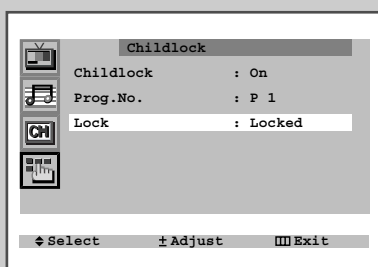 Childlock
Childlock : On
Prog.No. : P 1
CH
Lock : Locked
Select ± Adjust Exit